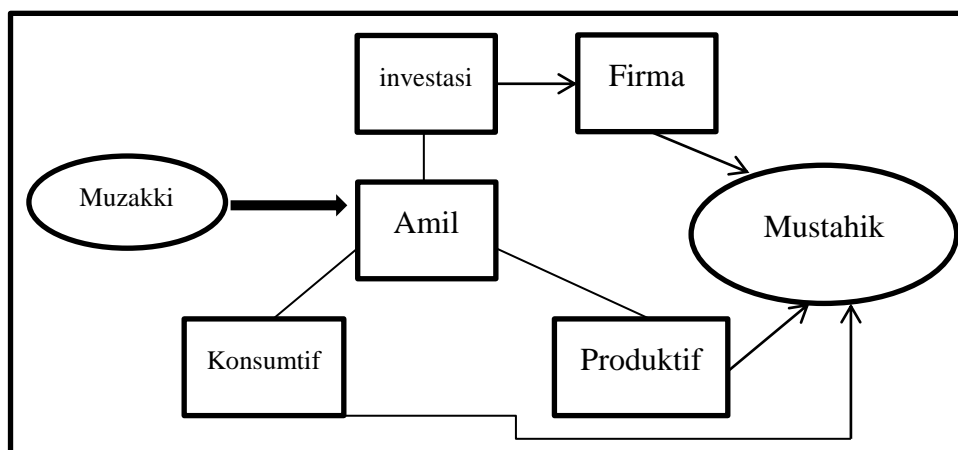 investasi
Firma
Muzakki
Amil
Mustahik
Konsumtif
Produktif